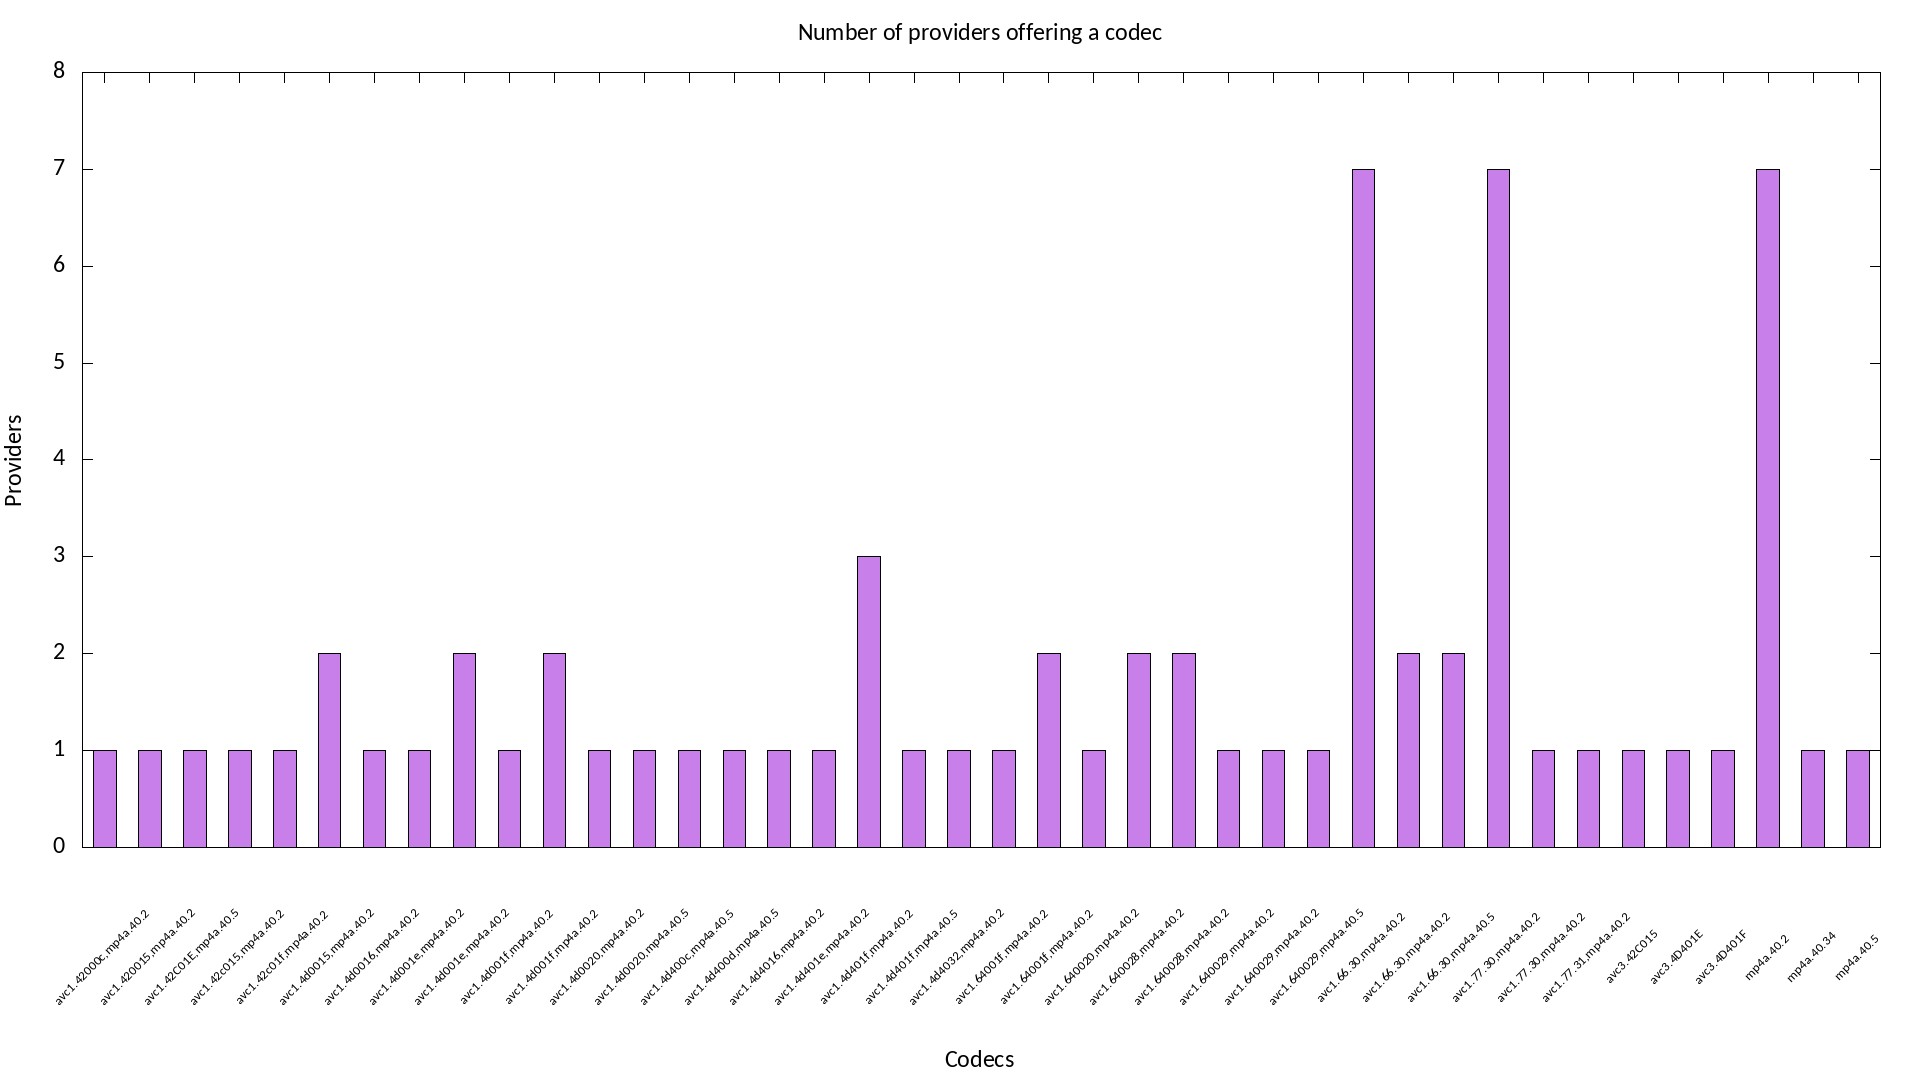 Number of providers offering a codec
8
7
6
5
4
3
2
1
0
Providers
avc1.42000c,mp4a.40.2
avc1.420015,mp4a.40.2
avc1.42C01E,mp4a.40.5
avc1.42c015,mp4a.40.2
avc1.42c01f,mp4a.40.2
avc1.4d0015,mp4a.40.2
avc1.4d0016,mp4a.40.2
avc1.4d001e,mp4a.40.2
avc1.4d001e,mp4a.40.2
avc1.4d001f,mp4a.40.2
avc1.4d001f,mp4a.40.2
avc1.4d0020,mp4a.40.2
avc1.4d0020,mp4a.40.5
avc1.4d400c,mp4a.40.5
avc1.4d400d,mp4a.40.5
avc1.4d4016,mp4a.40.2
avc1.4d401e,mp4a.40.2
avc1.4d401f,mp4a.40.2
avc1.4d401f,mp4a.40.5
avc1.4d4032,mp4a.40.2
avc1.64001f,mp4a.40.2
avc1.64001f,mp4a.40.2
avc1.640020,mp4a.40.2
avc1.640028,mp4a.40.2
avc1.640028,mp4a.40.2
avc1.640029,mp4a.40.2
avc1.640029,mp4a.40.2
avc1.640029,mp4a.40.5
avc1.66.30,mp4a.40.2
avc1.66.30,mp4a.40.2
avc1.66.30,mp4a.40.5
avc1.77.30,mp4a.40.2
avc1.77.30,mp4a.40.2
avc1.77.31,mp4a.40.2
avc3.42C015
avc3.4D401E
avc3.4D401F
mp4a.40.2
mp4a.40.34
mp4a.40.5
Codecs